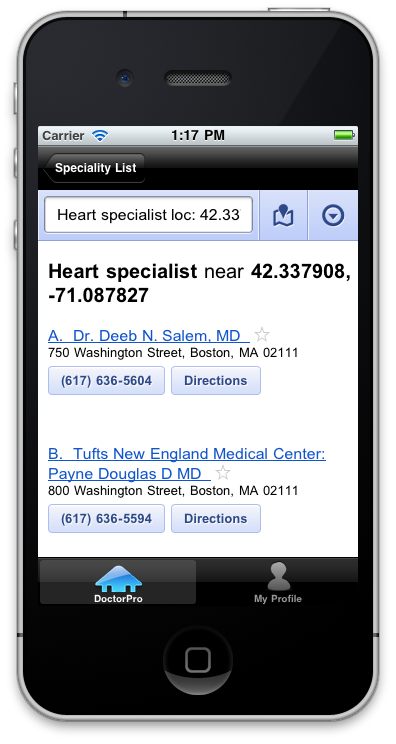 Carrier 1:17 PM
Speciality List
Heart specialist loc: 42.33
Heart specialist near 42.337908,
-71.087827
A. Dr. Deeb N. Salem, MD
750 Washington Street, Boston, MA 02111
(617) 636-5604 Directions
B. Tufts New England Medical Center:
Payne Douglas D MD
800 Washington Street, Boston, MA 02111
(617) 636-5594 Directions
DoctorPro My Profile